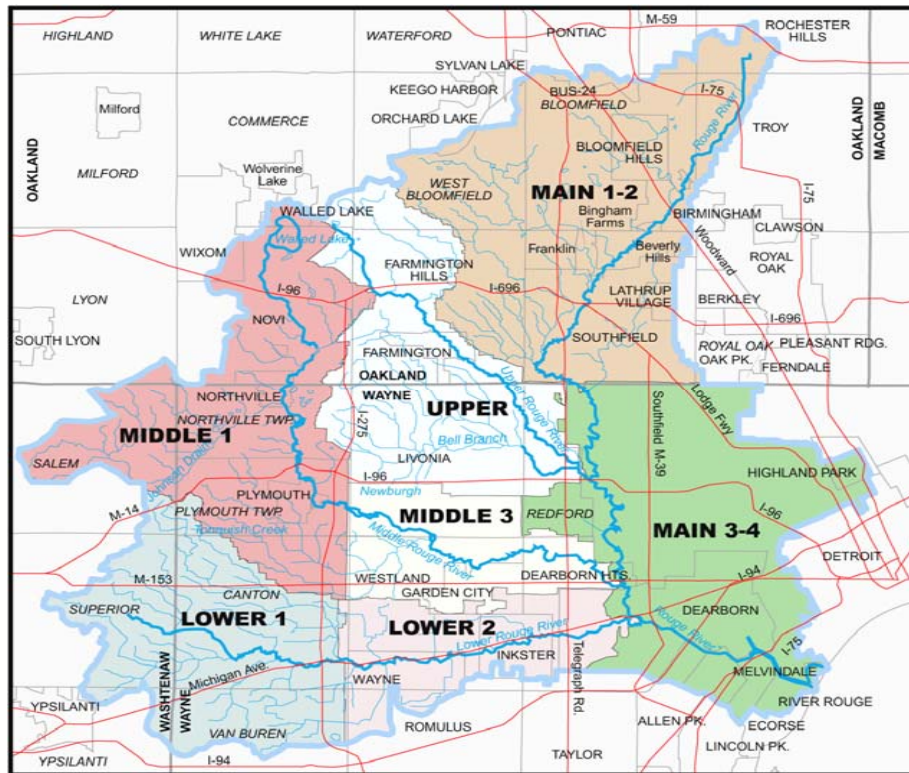 HIGHLAND
WHITE LAKE
WATERFORD
PONTIAC
M-59
ROCHESTER
HILLS
SYLVAN LAKE
KEEGO HARBOR
ORCHARD LAKE
BUS-24
BLOOMFIELD
I-75
Rouge River
TROY
OAKLAND
MACOMB
Milford
COMMERCE
OAKLAND
MILFORD
Wolverine
Lake
BLOOMFIELD
HILLS
WEST
BLOOMFIELD
MAIN 1-2
Bingham
Farms
BIRMINGHAM
I-75
WALLED LAKE
Walled Lake
WIXOM
FARMINGTON
HILLS
Franklin
Beverly
Hills
Woodward
CLAWSON
ROYAL
OAK
LYON
I-96
I-696
LATHRUP
VILLAGE
BERKLEY
I-696
SOUTH LYON
NOVI
SOUTHFIELD
ROYAL OAK
OAK PK.
PLEASANT RDG.
FERNDALE
FARMINGTON
OAKLAND
WAYNE
Upper Rouge River
NORTHVILLE
NORTHVILLE TWP.
I-275
UPPER
Bell Branch
Southfield M-39
Lodge Fwy
MIDDLE 1
SALEM
Johnson Drain
LIVONIA
I-96
HIGHLAND PARK
M-14
PLYMOUTH
PLYMOUTH TWP.
Newburgh
MIDDLE 3
REDFORD
I-96
MAIN 3-4
Tonquish Creek
Middle Rouge River
DETROIT
M-153
WESTLAND
DEARBORN HTS.
I-94
SUPERIOR
CANTON
GARDEN CITY
DEARBORN
LOWER 1
LOWER 2
Lower Rouge River
Rouge River
INKSTER
I-75
MELVINDALE
WASHTENAW
WAYNE
Michigan Ave.
WAYNE
Telegraph Rd.
RIVER ROUGE
YPSILANTI
VAN BUREN
ROMULUS
ALLEN PK.
ECORSE
LINCOLN PK.
YPSILANTI
I-94
TAYLOR